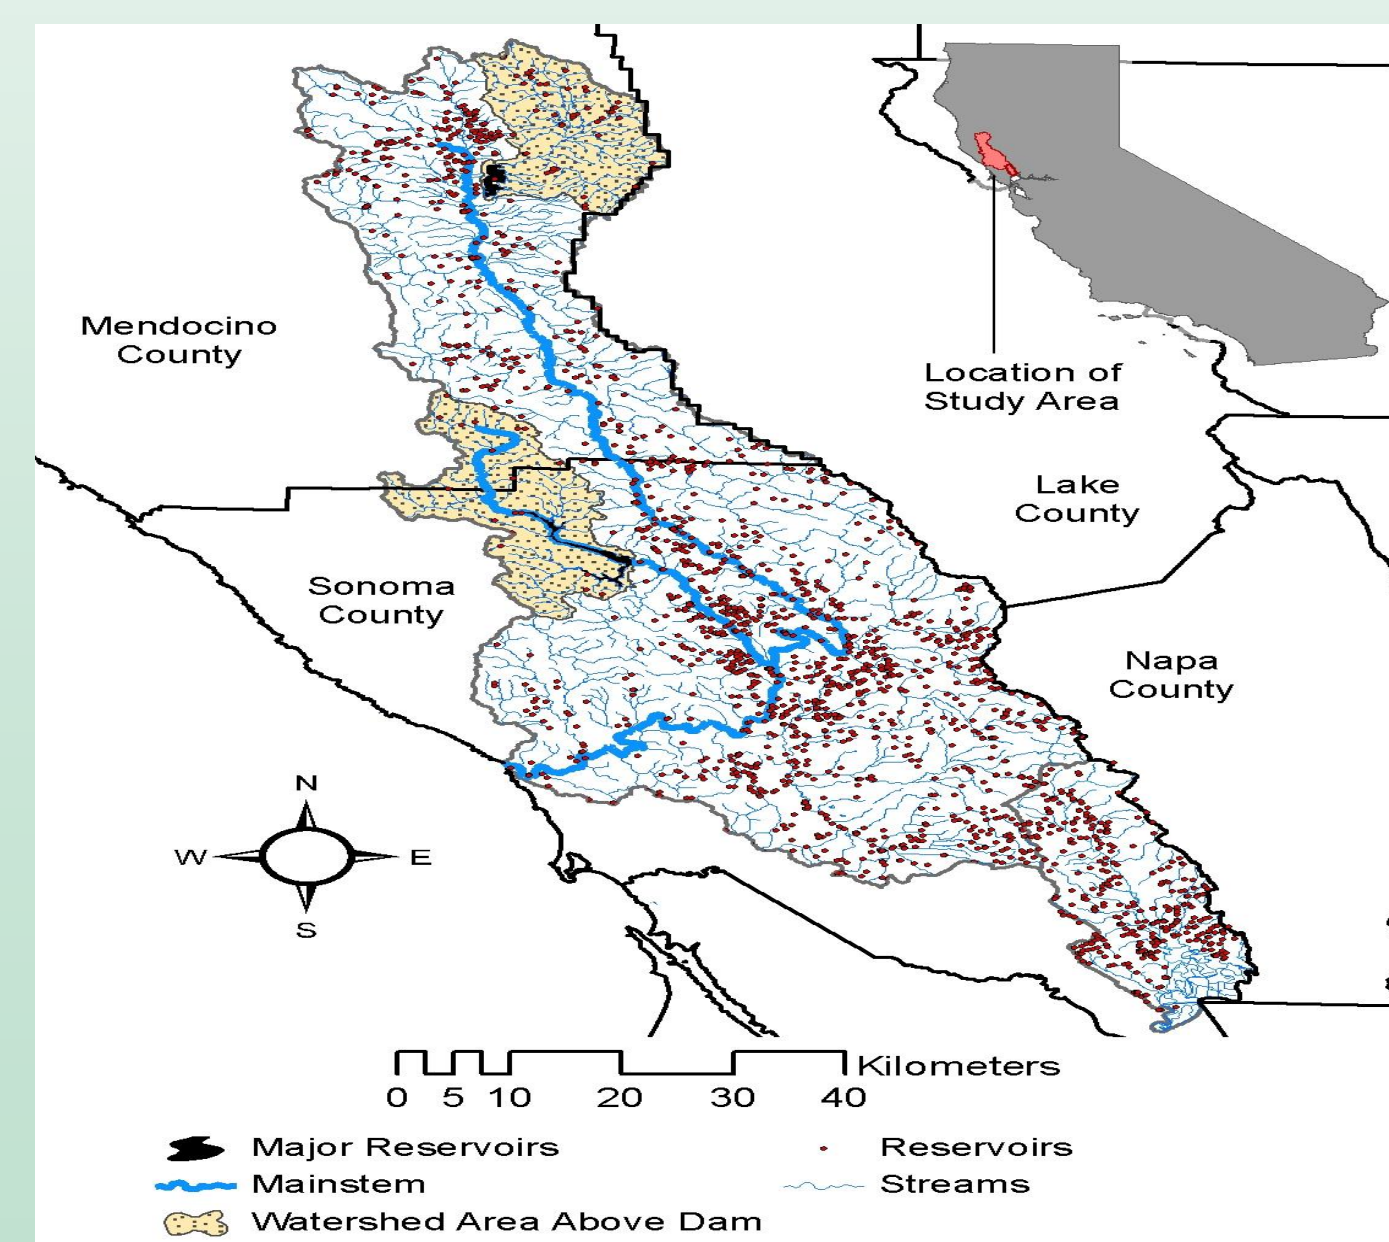 Mendocino
County
Location of
Study Area
Lake
County
Sonoma
County
Napa
County
N
W E
S
Kilometers
0 5 10 20 30 40
Major Reservoirs
Reservoirs
Mainstem
Streams
Watershed Area Above Dam